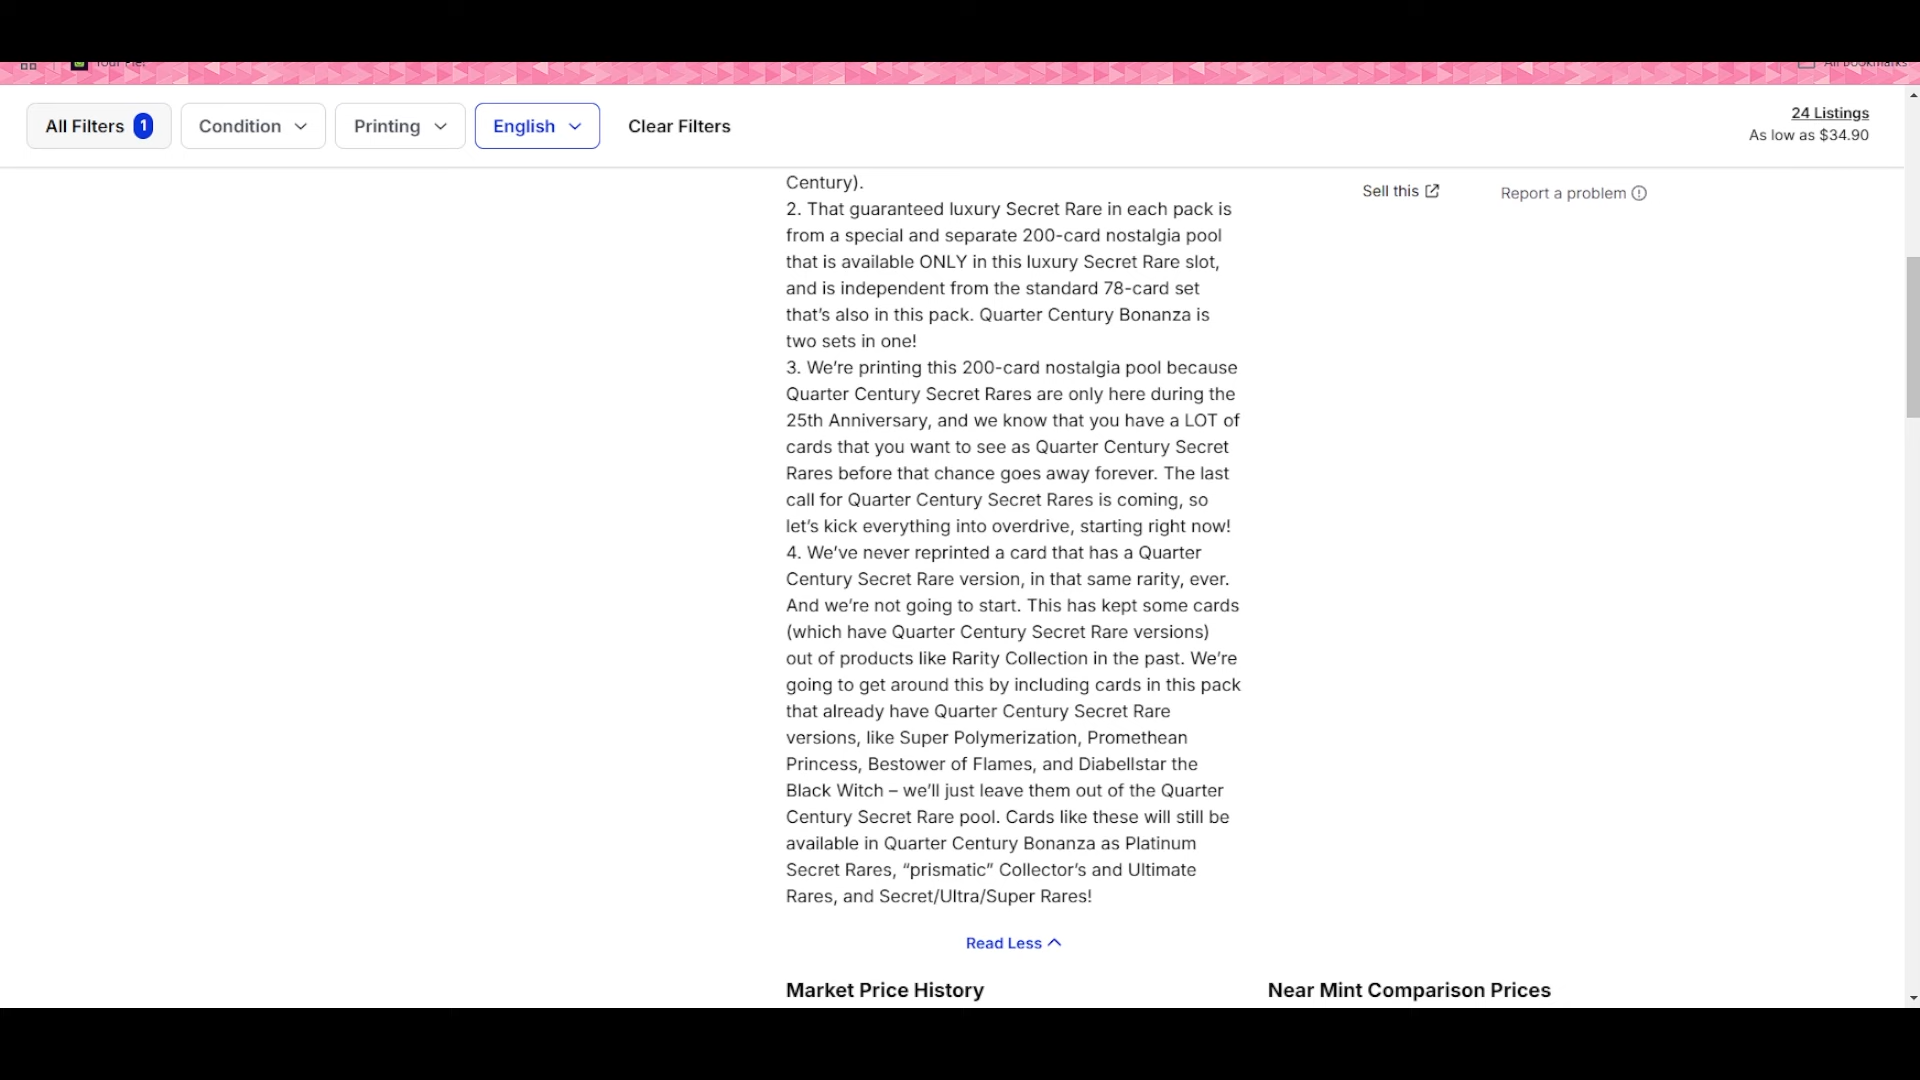 All Filters 1
Condition
Printing
English
Clear Filters
24 Listings
As low as $34.90
Sell this
Report a problem
Century).
2. That guaranteed luxury Secret Rare in each pack is
from a special and separate 200-card nostalgia pool
that is available ONLY in this luxury Secret Rare slot,
and is independent from the standard 78-card set
that’s also in this pack. Quarter Century Bonanza is
two sets in one!
3. We’re printing this 200-card nostalgia pool because
Quarter Century Secret Rares are only here during the
25th Anniversary, and we know that you have a LOT of
cards that you want to see as Quarter Century Secret
Rares before that chance goes away forever. The last
call for Quarter Century Secret Rares is coming, so
let’s kick everything into overdrive, starting right now!
4. We’ve never reprinted a card that has a Quarter
Century Secret Rare version, in that same rarity, ever.
And we’re not going to start. This has kept some cards
(which have Quarter Century Secret Rare versions)
out of products like Rarity Collection in the past. We’re
going to get around this by including cards in this pack
that already have Quarter Century Secret Rare
versions, like Super Polymerization, Promethean
Princess, Bestower of Flames, and Diabellstar the
Black Witch – we’ll just leave them out of the Quarter
Century Secret Rare pool. Cards like these will still be
available in Quarter Century Bonanza as Platinum
Secret Rares, “prismatic” Collector’s and Ultimate
Rares, and Secret/Ultra/Super Rares!
Read Less
Market Price History
Near Mint Comparison Prices